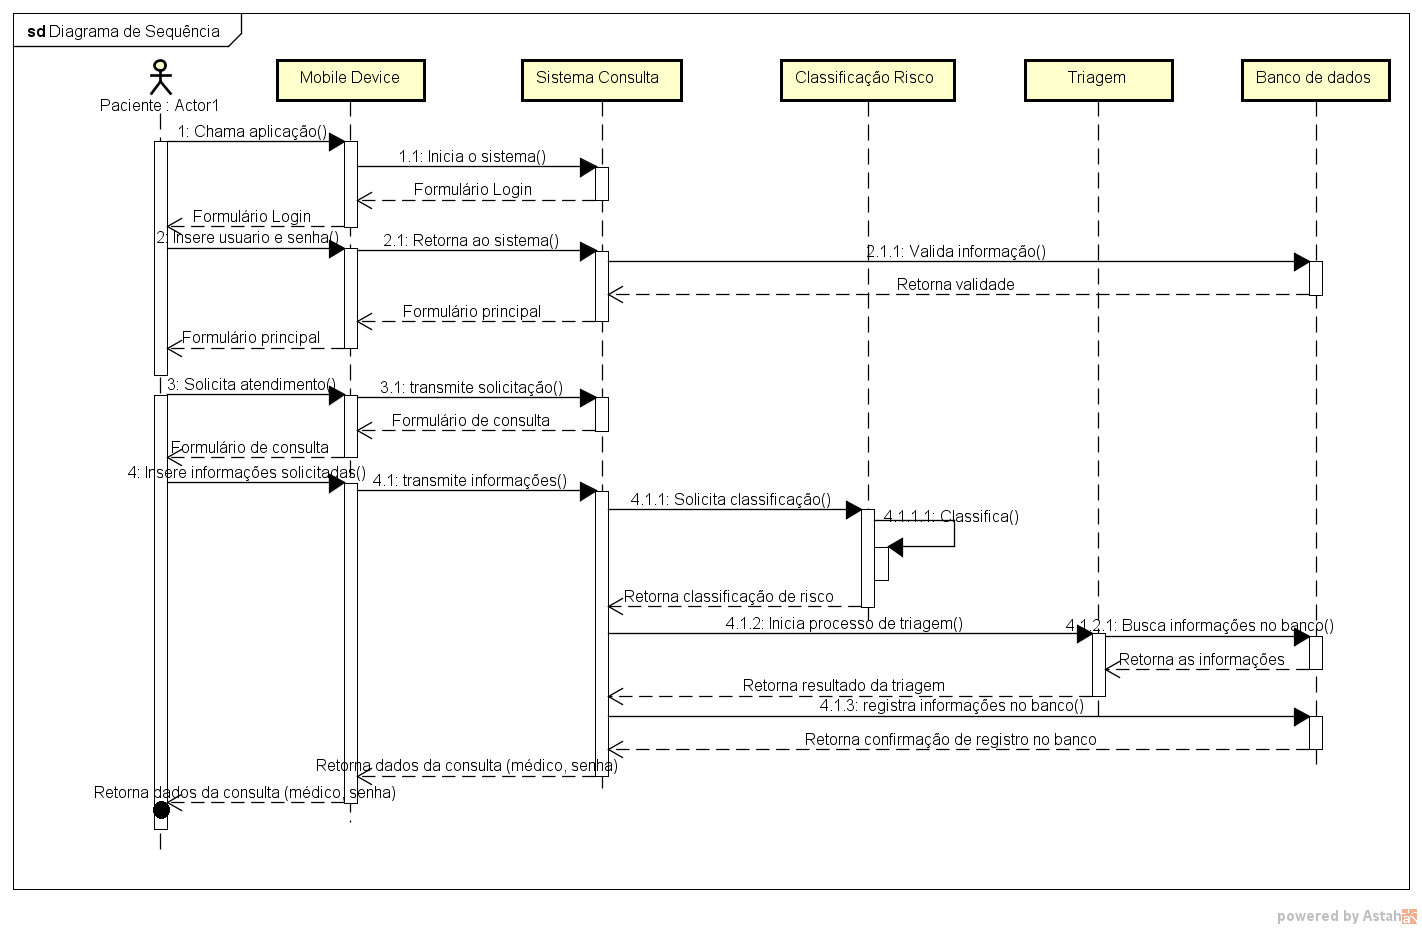 sd Diagrama de Sequência
Paciente : Actor1
Mobile Device
Sistema Consulta
Classificação Risco
Triagem
Banco de dados
1: Chama aplicação()
1.1: Inicia o sistema()
Formulário Login
Formulário Login
2: Insere usuario e senha()
2.1: Retorna ao sistema()
2.1.1: Valida informação()
Retorna validade
Formulário principal
Formulário principal
3: Solicita atendimento()
3.1: transmite solicitação()
Formulário de consulta
Formulário de consulta
4: Insere informações solicitadas()
4.1: transmite informações()
4.1.1: Solicita classificação()
4.1.1.1: Classifica()
Retorna classificação de risco
4.1.2: Inicia processo de triagem()
4.1.2.1: Busca informações no banco()
Retorna as informações
Retorna resultado da triagem
4.1.3: registra informações no banco()
Retorna confirmação de registro no banco
Retorna dados da consulta (médico, senha)
Retorna dados da consulta (médico, senha)
powered by Astah